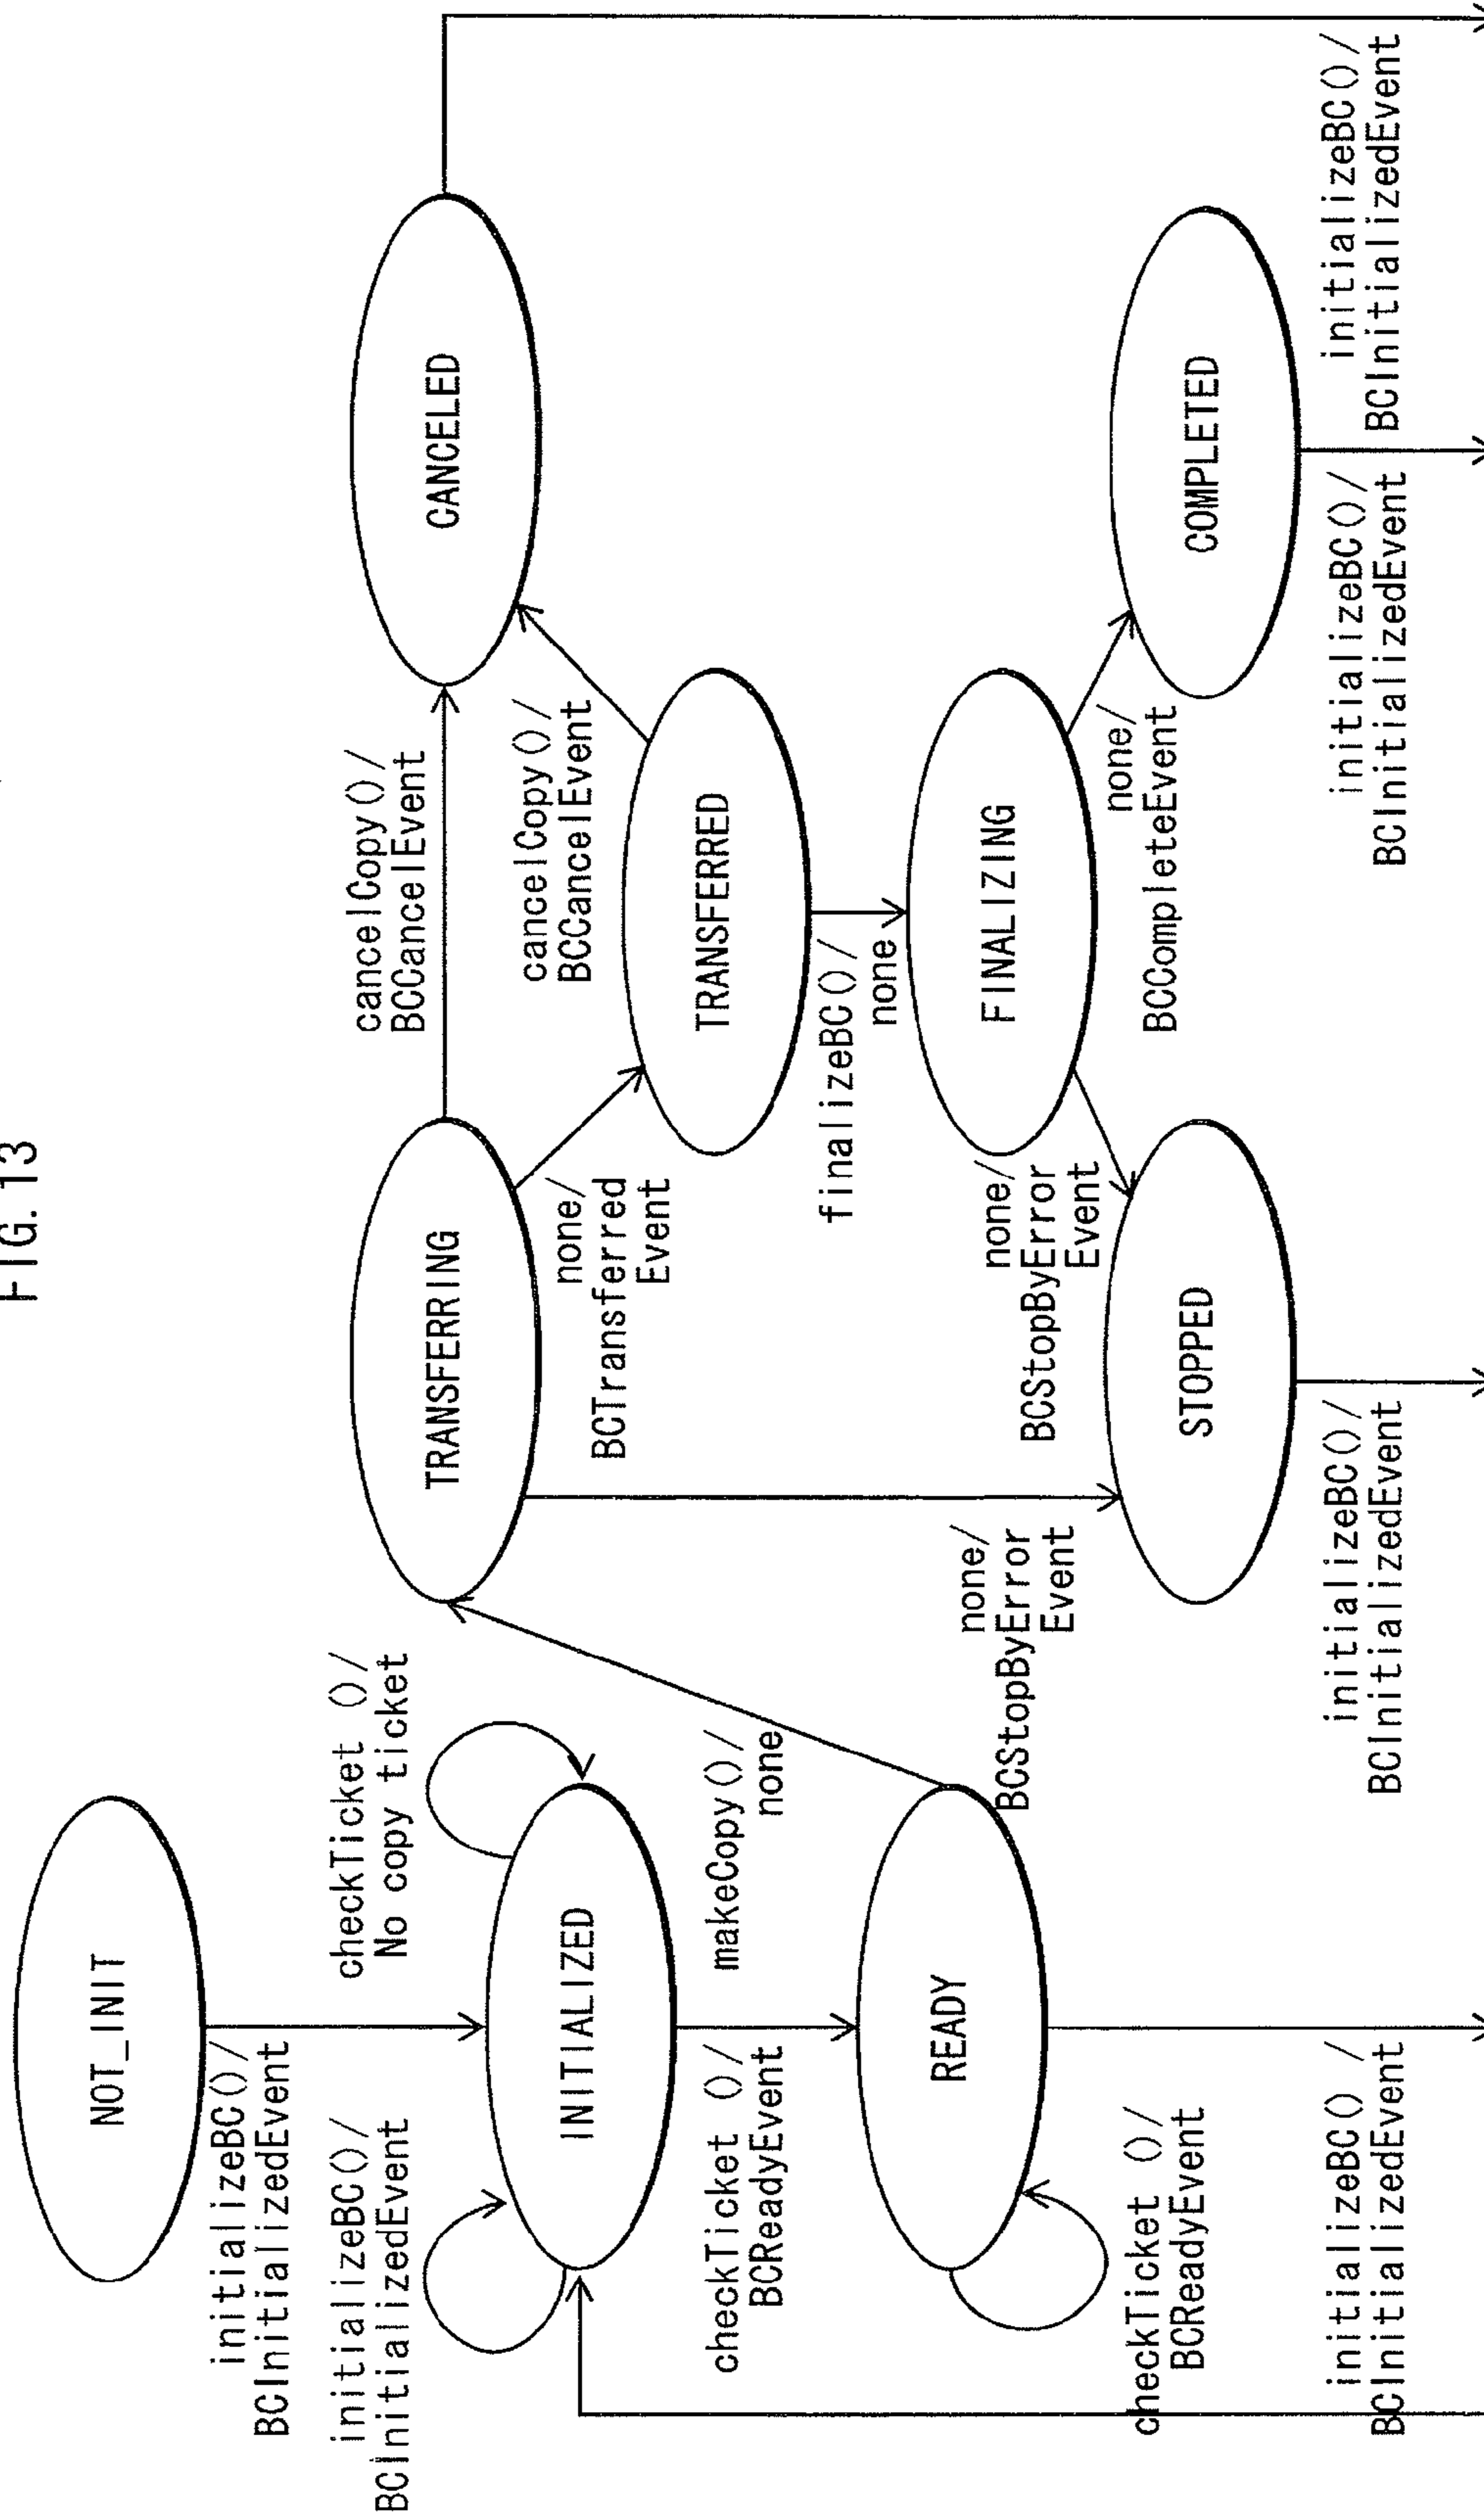 FIG. 13
NOT_INIT
initializeBC()/
BCInitializedEvent
checkTicket ()/
No copy ticket
initializeBC()/
BCInitializedEvent
INITIALIZED
checkTicket ()/
BCReadyEvent
makeCopy()/
none
READY
checkTicket ()/
BCReadyEvent
initializeBC() /
BCInitializedEvent
TRANSFERRING
cancelCopy()/
BCCancelEvent
CANCELED
none/
BCTransferred
Event
cancelCopy()/
BCCancelEvent
TRANSFERRED
finalizeBC()/
none
FINALIZING
none/
BCStopByError
Event
none/
BCStopByError
Event
none/
BCCompleteEvent
STOPPED
COMPLETED
initializeBC()/
BCInitializedEvent
initializeBC()/
BCInitializedEvent
initializeBC()/
BCInitializedEvent